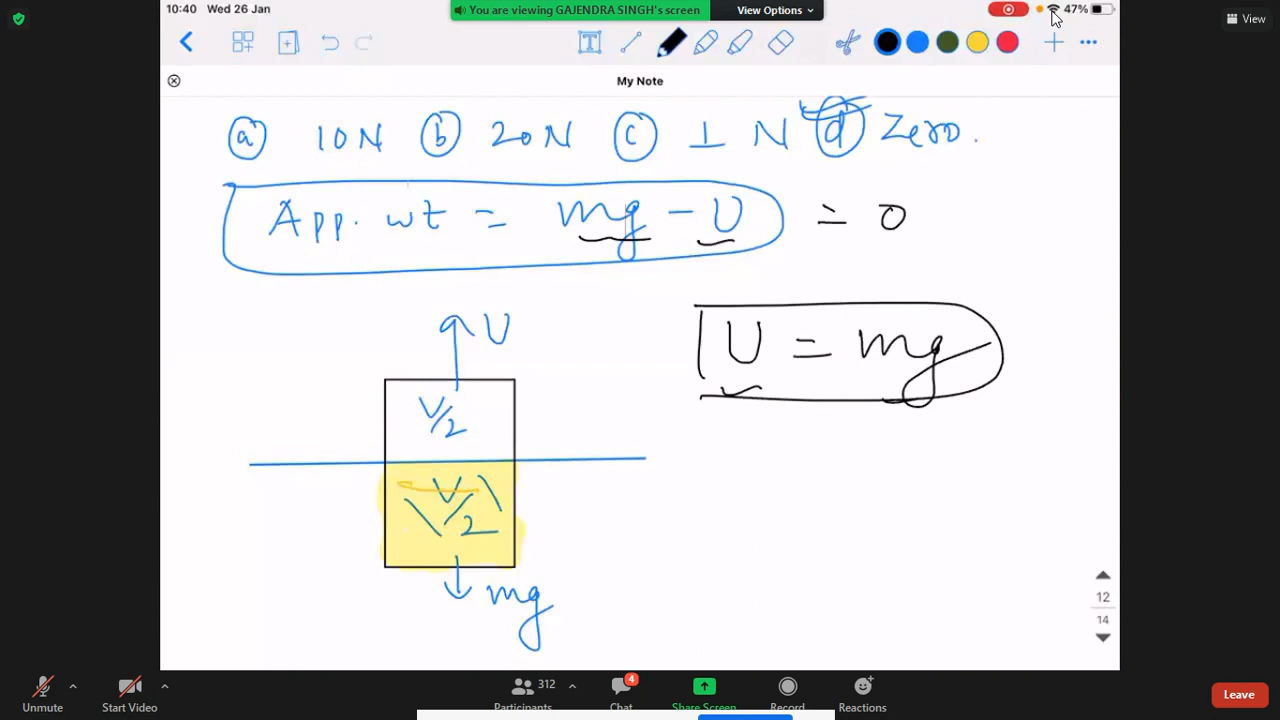 10:40 Wed 26 Jan
You are viewing GAJENDRA SINGH's screen
View Options
47%
View
My Note
(a) 10 N (b) 20 N (c) 1 N (d) Zero.
App. wt = mg - U = 0
U
U = mg
V/2
V/2
mg
12
14
Unmute
Start Video
312
Participants
4
Chat
Share Screen
Record
Reactions
Leave